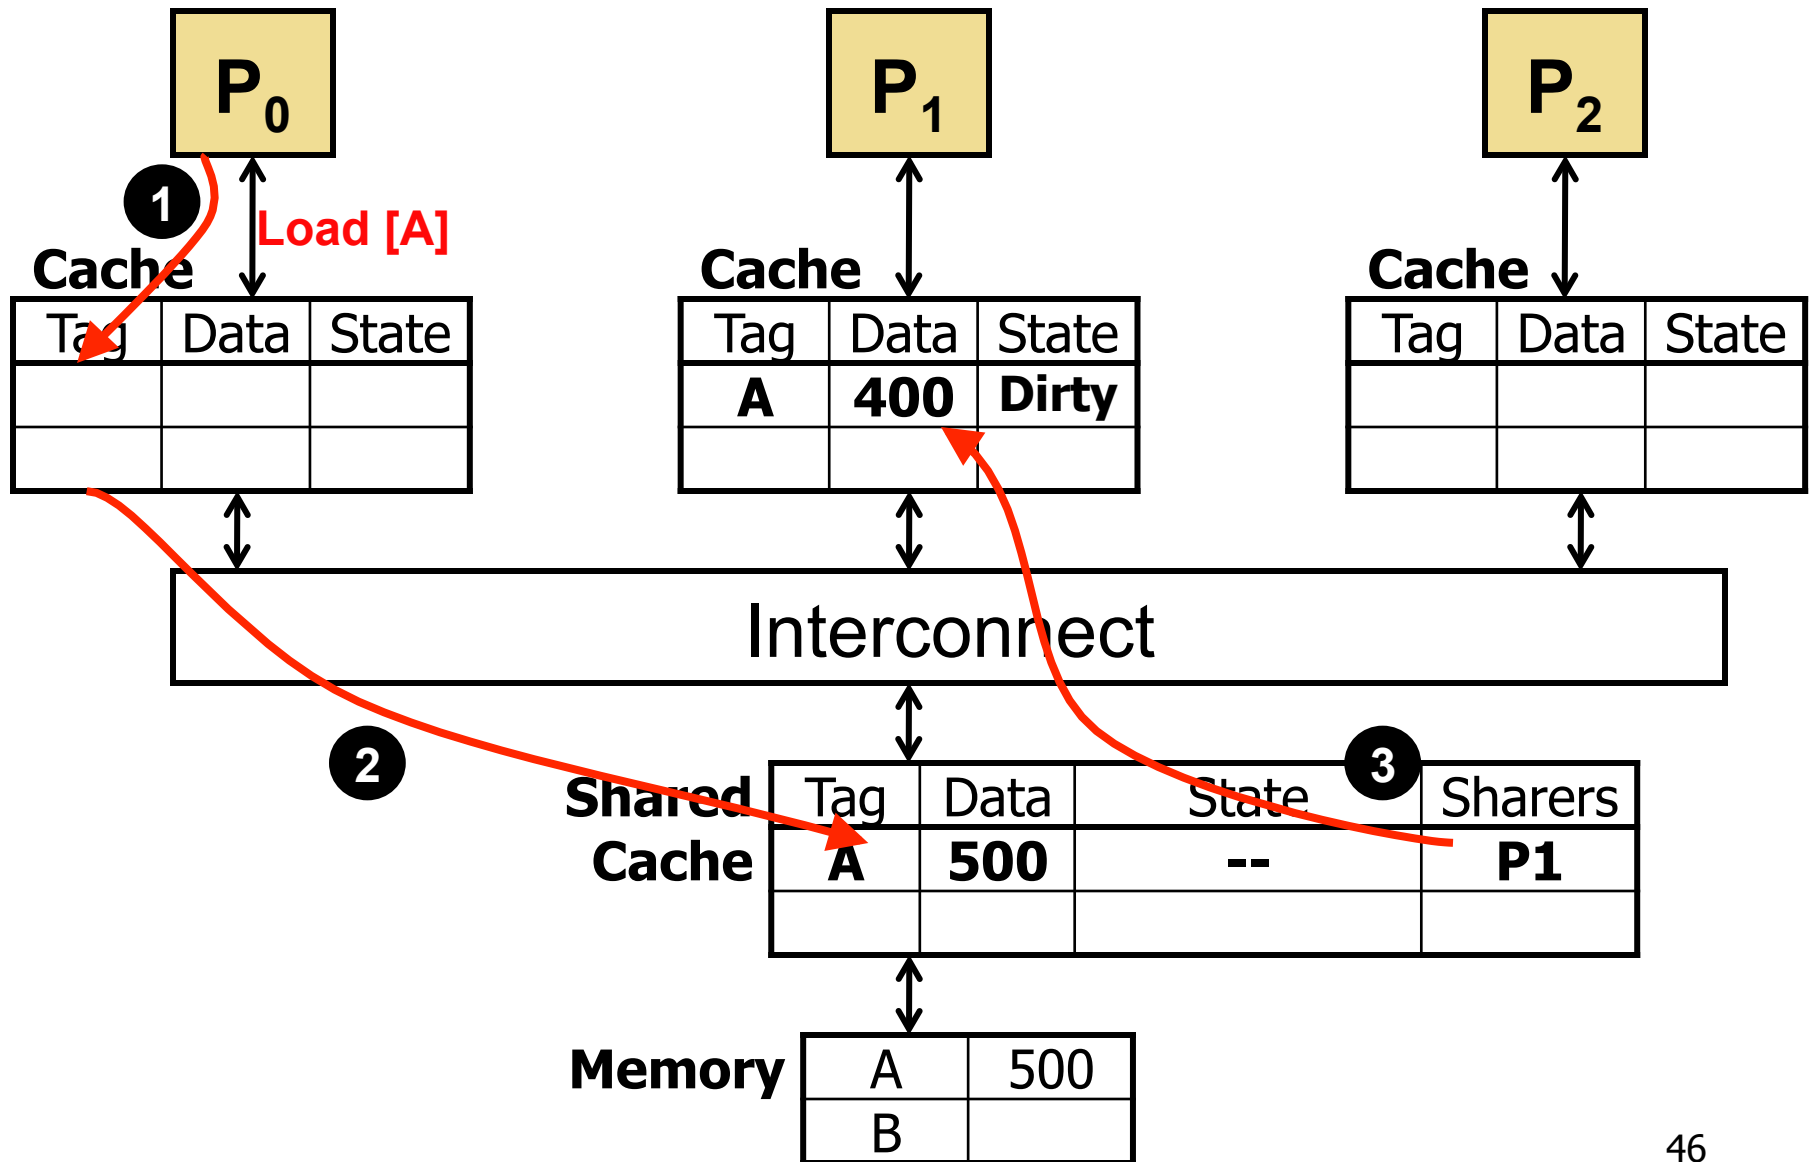 P0 P1 P2
1
Load [A]
Cache Cache Cache
Tag Data State Tag Data State Tag Data State
A 400 Dirty
Interconnect
2 3
Shared Tag Data State Sharers
Cache A 500 -- P1
Memory A 500
B
46